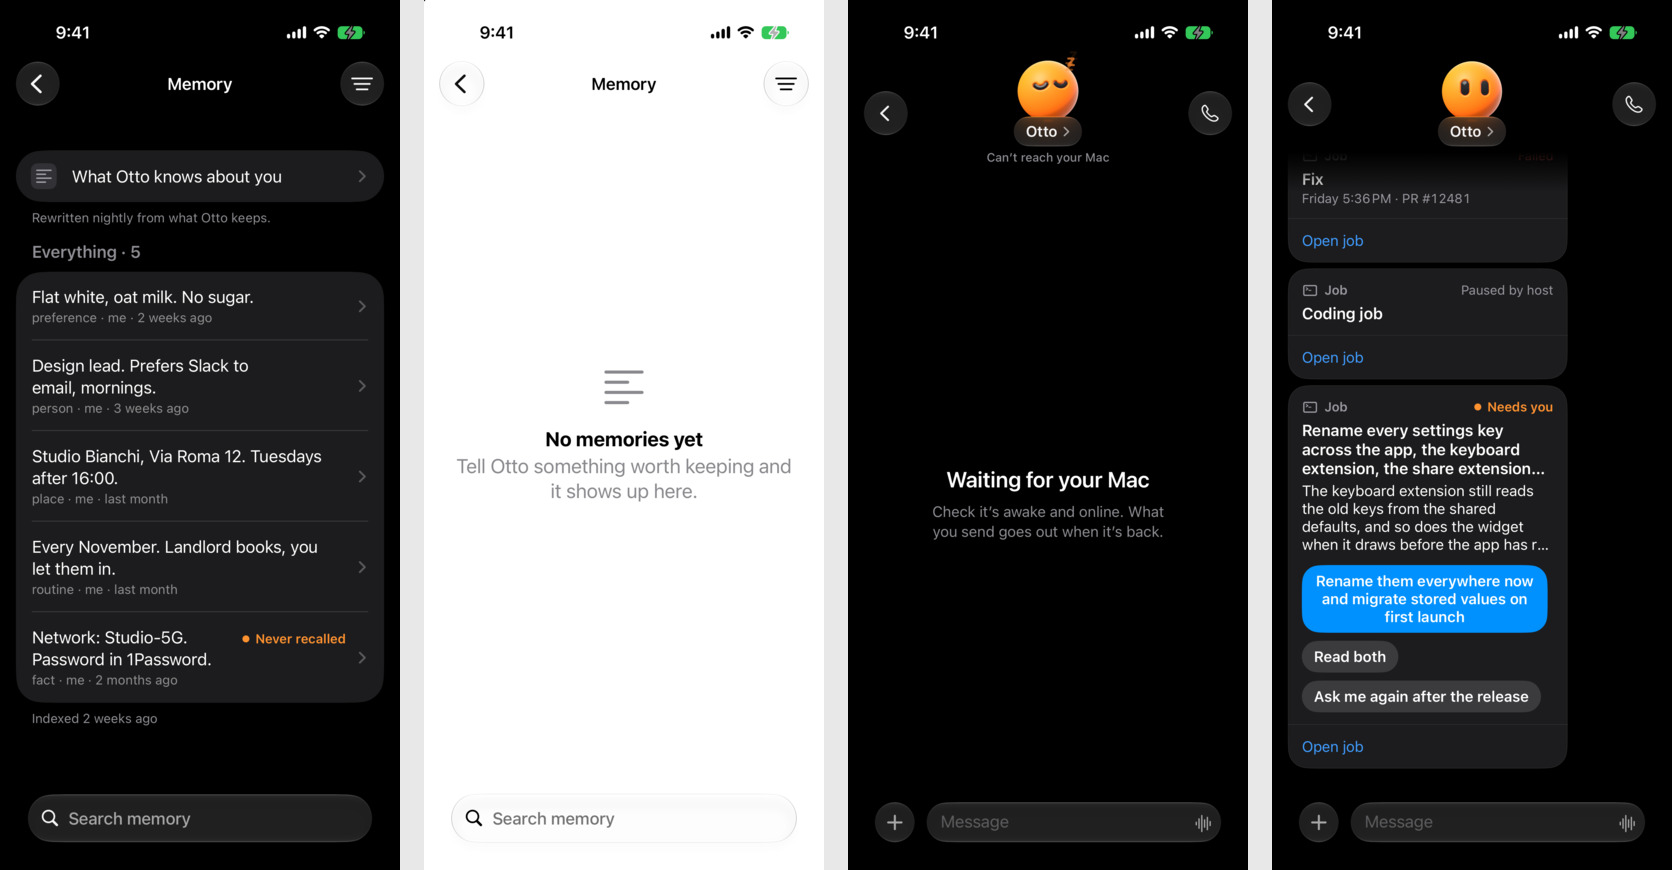 9:41
Memory
What Otto knows about you
Rewritten nightly from what Otto keeps.
Everything · 5
Flat white, oat milk. No sugar.
preference · me · 2 weeks ago
Design lead. Prefers Slack to
email, mornings.
person · me · 3 weeks ago
Studio Bianchi, Via Roma 12. Tuesdays
after 16:00.
place · me · last month
Every November. Landlord books, you
let them in.
routine · me · last month
Network: Studio-5G.
Password in 1Password.
Never recalled
fact · me · 2 months ago
Indexed 2 weeks ago
Search memory
9:41
Memory
No memories yet
Tell Otto something worth keeping and
it shows up here.
Search memory
9:41
z
Otto
Can't reach your Mac
Waiting for your Mac
Check it's awake and online. What
you send goes out when it's back.
Message
9:41
Otto
Job
Failed
Fix
Friday 5:36 PM · PR #12481
Open job
Job
Paused by host
Coding job
Open job
Job
Needs you
Rename every settings key
across the app, the keyboard
extension, the share extension...
The keyboard extension still reads
the old keys from the shared
defaults, and so does the widget
when it draws before the app has r...
Rename them everywhere now
and migrate stored values on
first launch
Read both
Ask me again after the release
Open job
Message